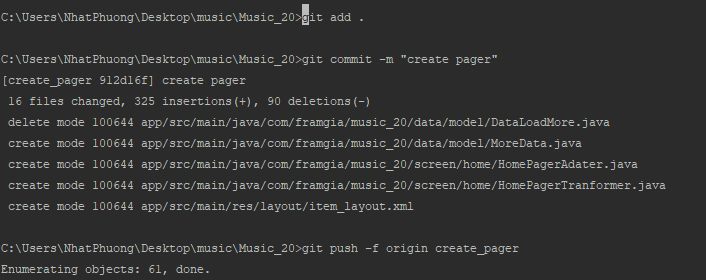 C:\Users\NhatPhuong\Desktop\music\Music_20>git add .
C:\Users\NhatPhuong\Desktop\music\Music_20>git commit -m "create pager"
[create_pager 912d16f] create pager
16 files changed, 325 insertions(+), 90 deletions(-)
delete mode 100644 app/src/main/java/com/framgia/music_20/data/model/DataLoadMore.java
create mode 100644 app/src/main/java/com/framgia/music_20/data/model/MoreData.java
create mode 100644 app/src/main/java/com/framgia/music_20/screen/home/HomePagerAdater.java
create mode 100644 app/src/main/java/com/framgia/music_20/screen/home/HomePagerTranformer.java
create mode 100644 app/src/main/res/layout/item_layout.xml
C:\Users\NhatPhuong\Desktop\music\Music_20>git push -f origin create_pager
Enumerating objects: 61, done.